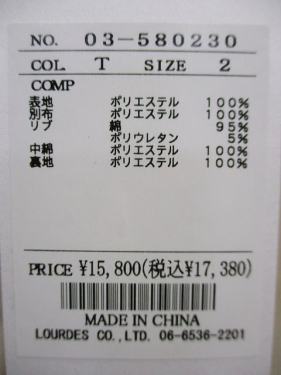 NO. 03-580230
COL. T SIZE 2
COMP
表地 ポリエステル 100%
別布 ポリエステル 100%
リブ 綿 95%
ポリウレタン 5%
中綿 ポリエステル 100%
裏地 ポリエステル 100%
PRICE ¥15,800(税込¥17,380)
MADE IN CHINA
LOURDES CO.,LTD. 06-6536-2201